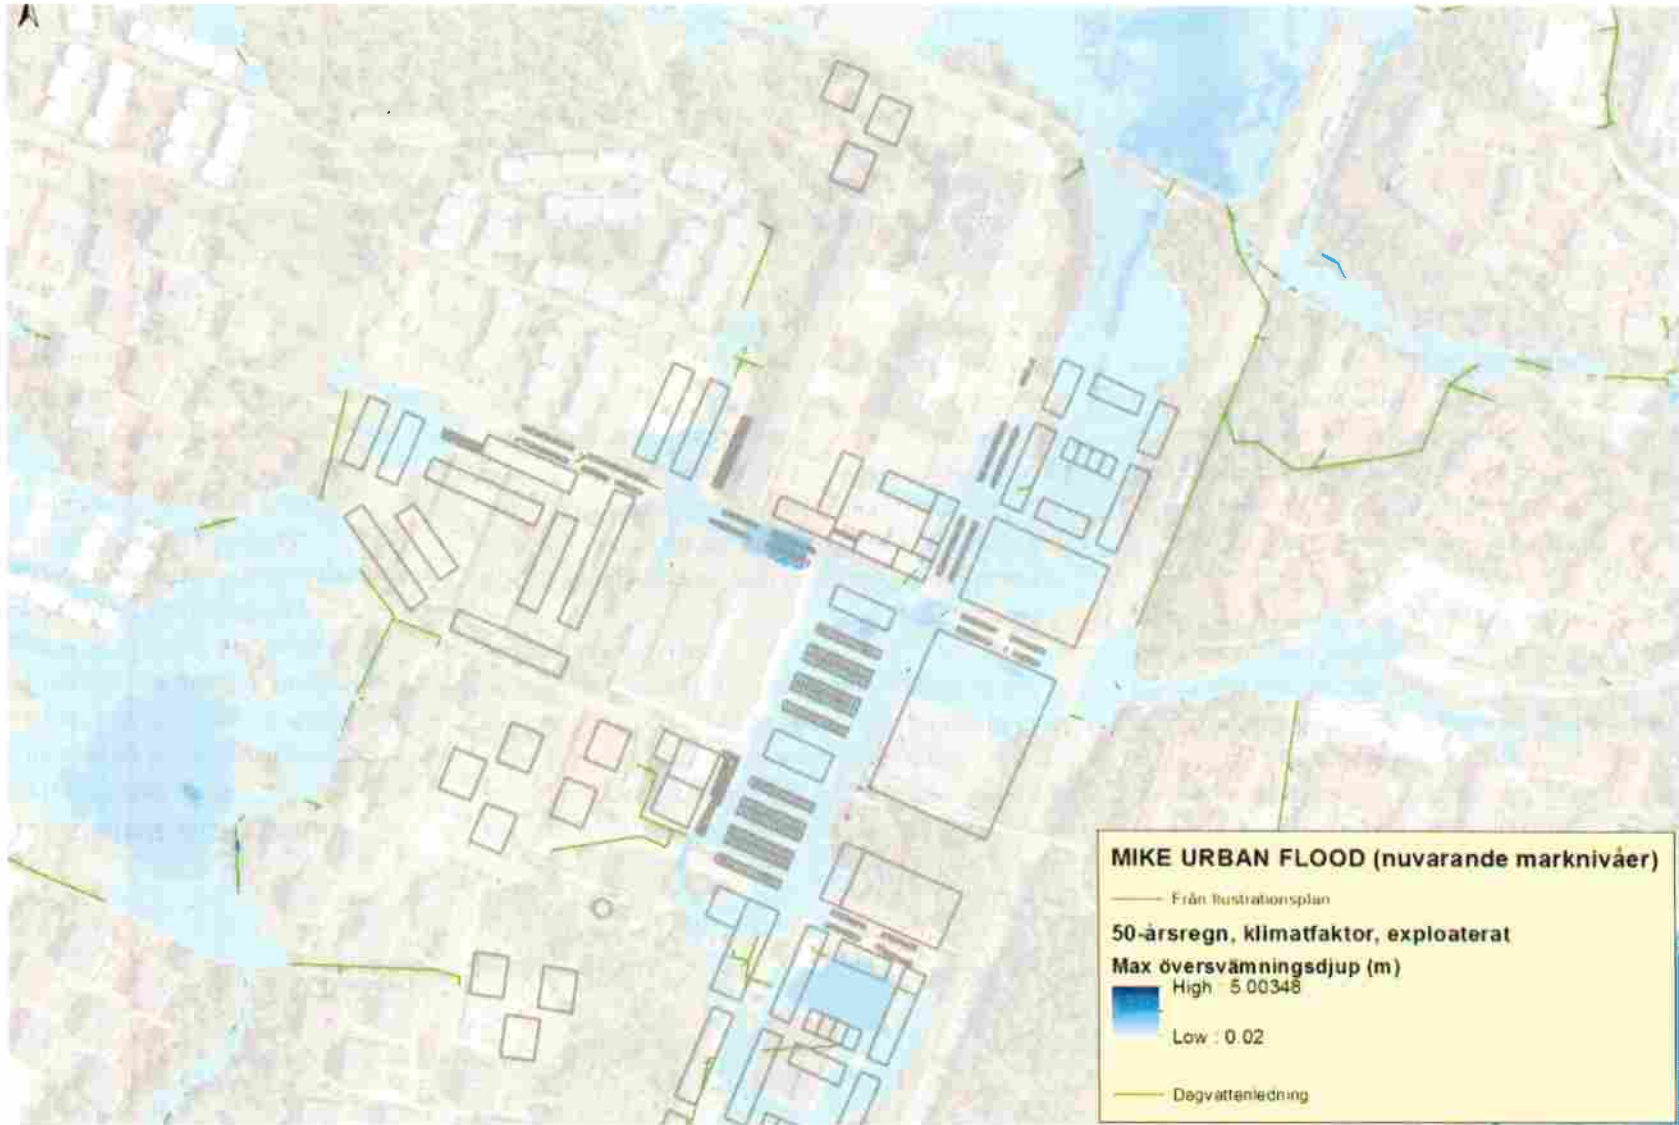 MIKE URBAN FLOOD (nuvarande marknivåer)
Från Ilustrationsplan
50-årsregn, klimatfaktor, exploaterat
Max översvämningsdjup (m)
High : 5.00348
Low : 0.02
Dagvattenledning